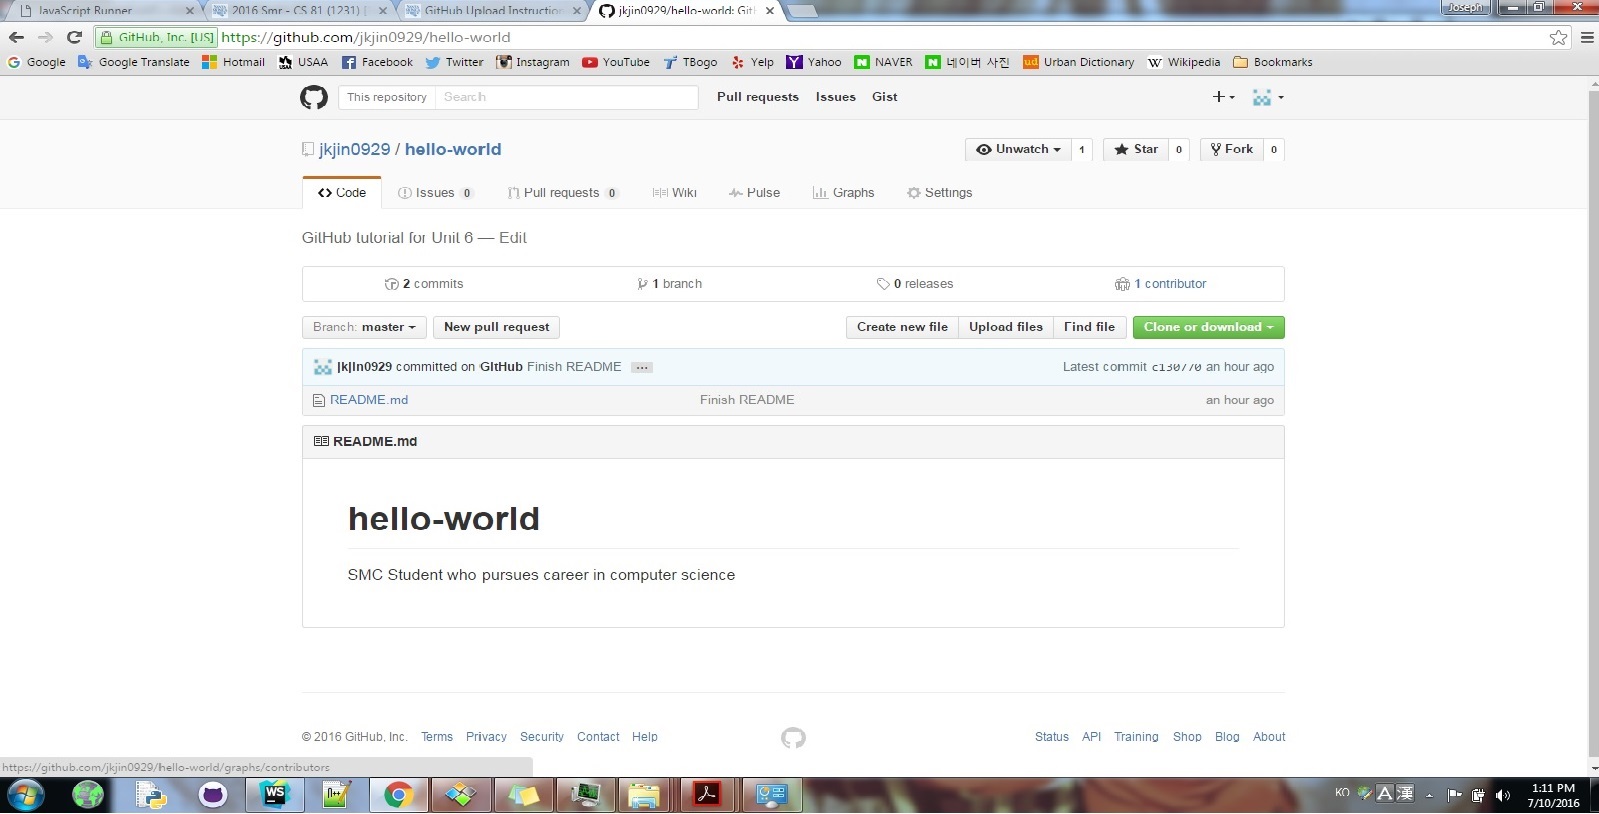 JavaScript Runner
2016 Smr - CS 81 (1231)
GitHub Upload Instruction
jkjin0929/hello-world: Git
Joseph
GitHub, Inc. [US] https://github.com/jkjin0929/hello-world
Google Google Translate Hotmail USAA Facebook Twitter Instagram YouTube TBogo Yelp Yahoo NAVER 네이버 사진 Urban Dictionary Wikipedia Bookmarks
This repository Search Pull requests Issues Gist
jkjin0929 / hello-world Unwatch 1 Star 0 Fork 0
Code Issues 0 Pull requests 0 Wiki Pulse Graphs Settings
GitHub tutorial for Unit 6 — Edit
2 commits 1 branch 0 releases 1 contributor
Branch: master New pull request Create new file Upload files Find file Clone or download
jkjin0929 committed on GitHub Finish README ... Latest commit c130770 an hour ago
README.md Finish README an hour ago
README.md
hello-world
SMC Student who pursues career in computer science
© 2016 GitHub, Inc. Terms Privacy Security Contact Help Status API Training Shop Blog About
https://github.com/jkjin0929/hello-world/graphs/contributors
WS
n++
KO A 漢
1:11 PM
7/10/2016